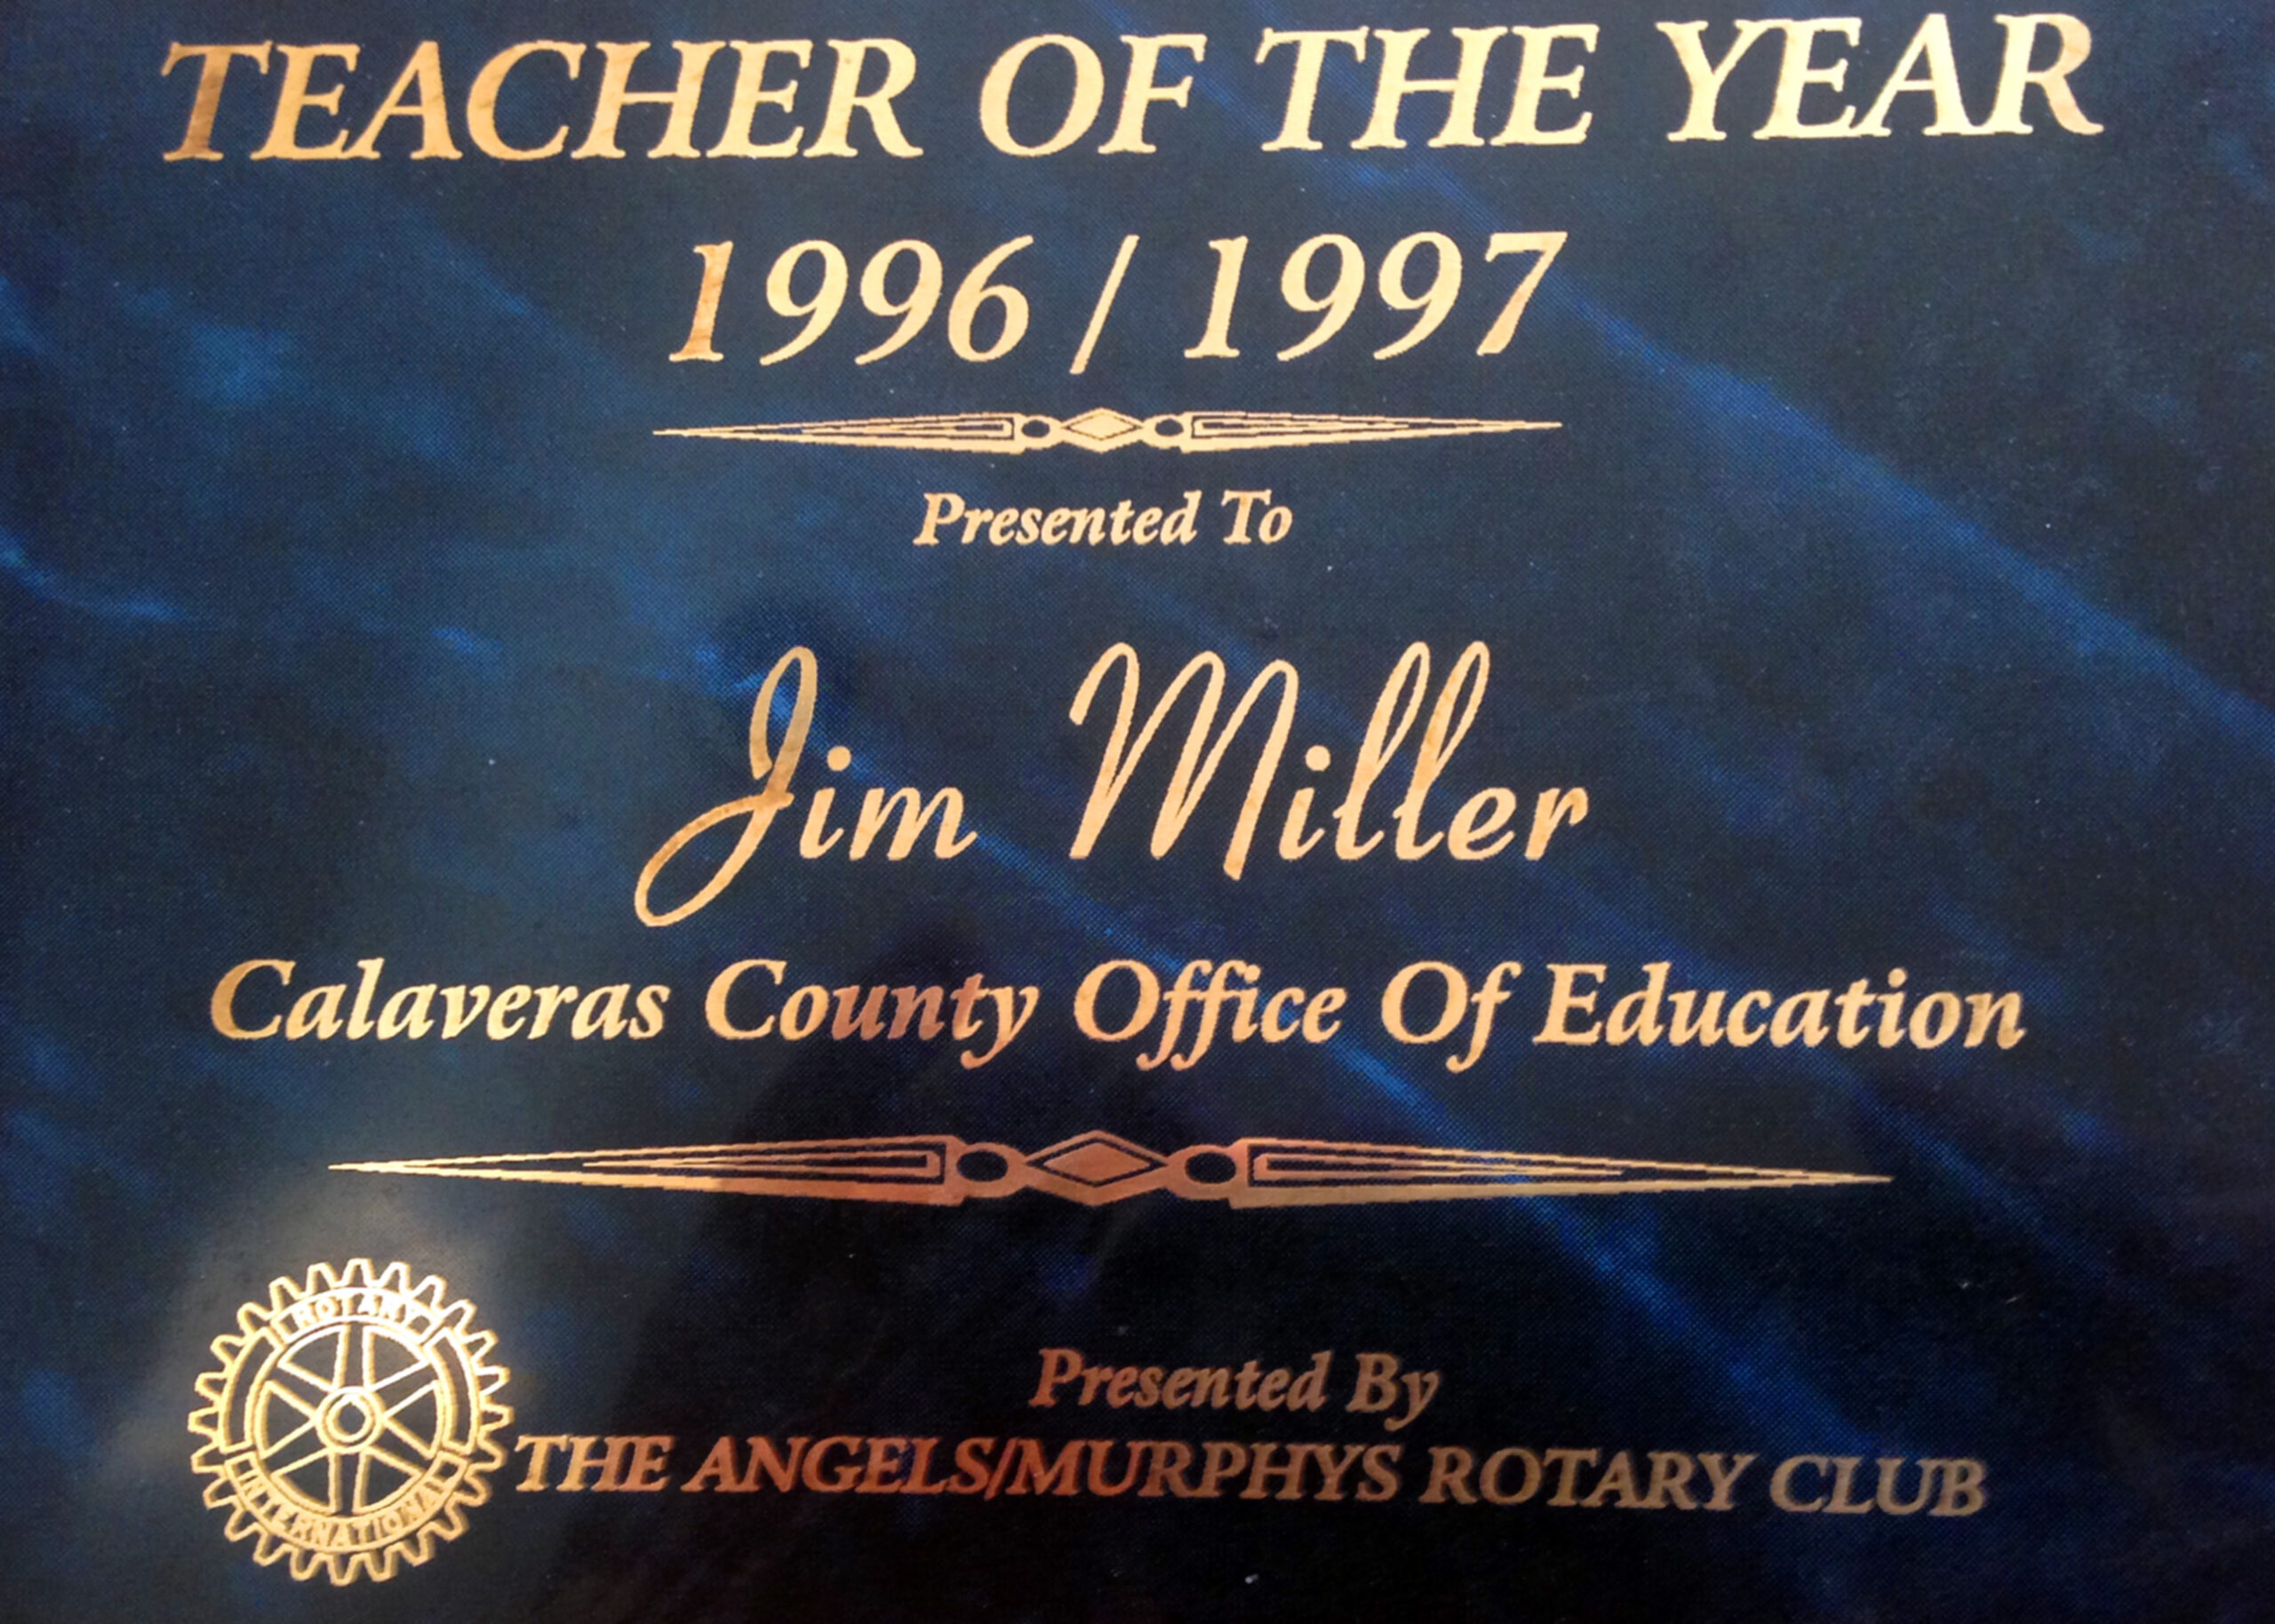 TEACHER OF THE YEAR
1996 / 1997
Presented To
Jim Miller
Calaveras County Office Of Education
ROTARY
INTERNATIONAL
Presented By
THE ANGELS/MURPHYS ROTARY CLUB